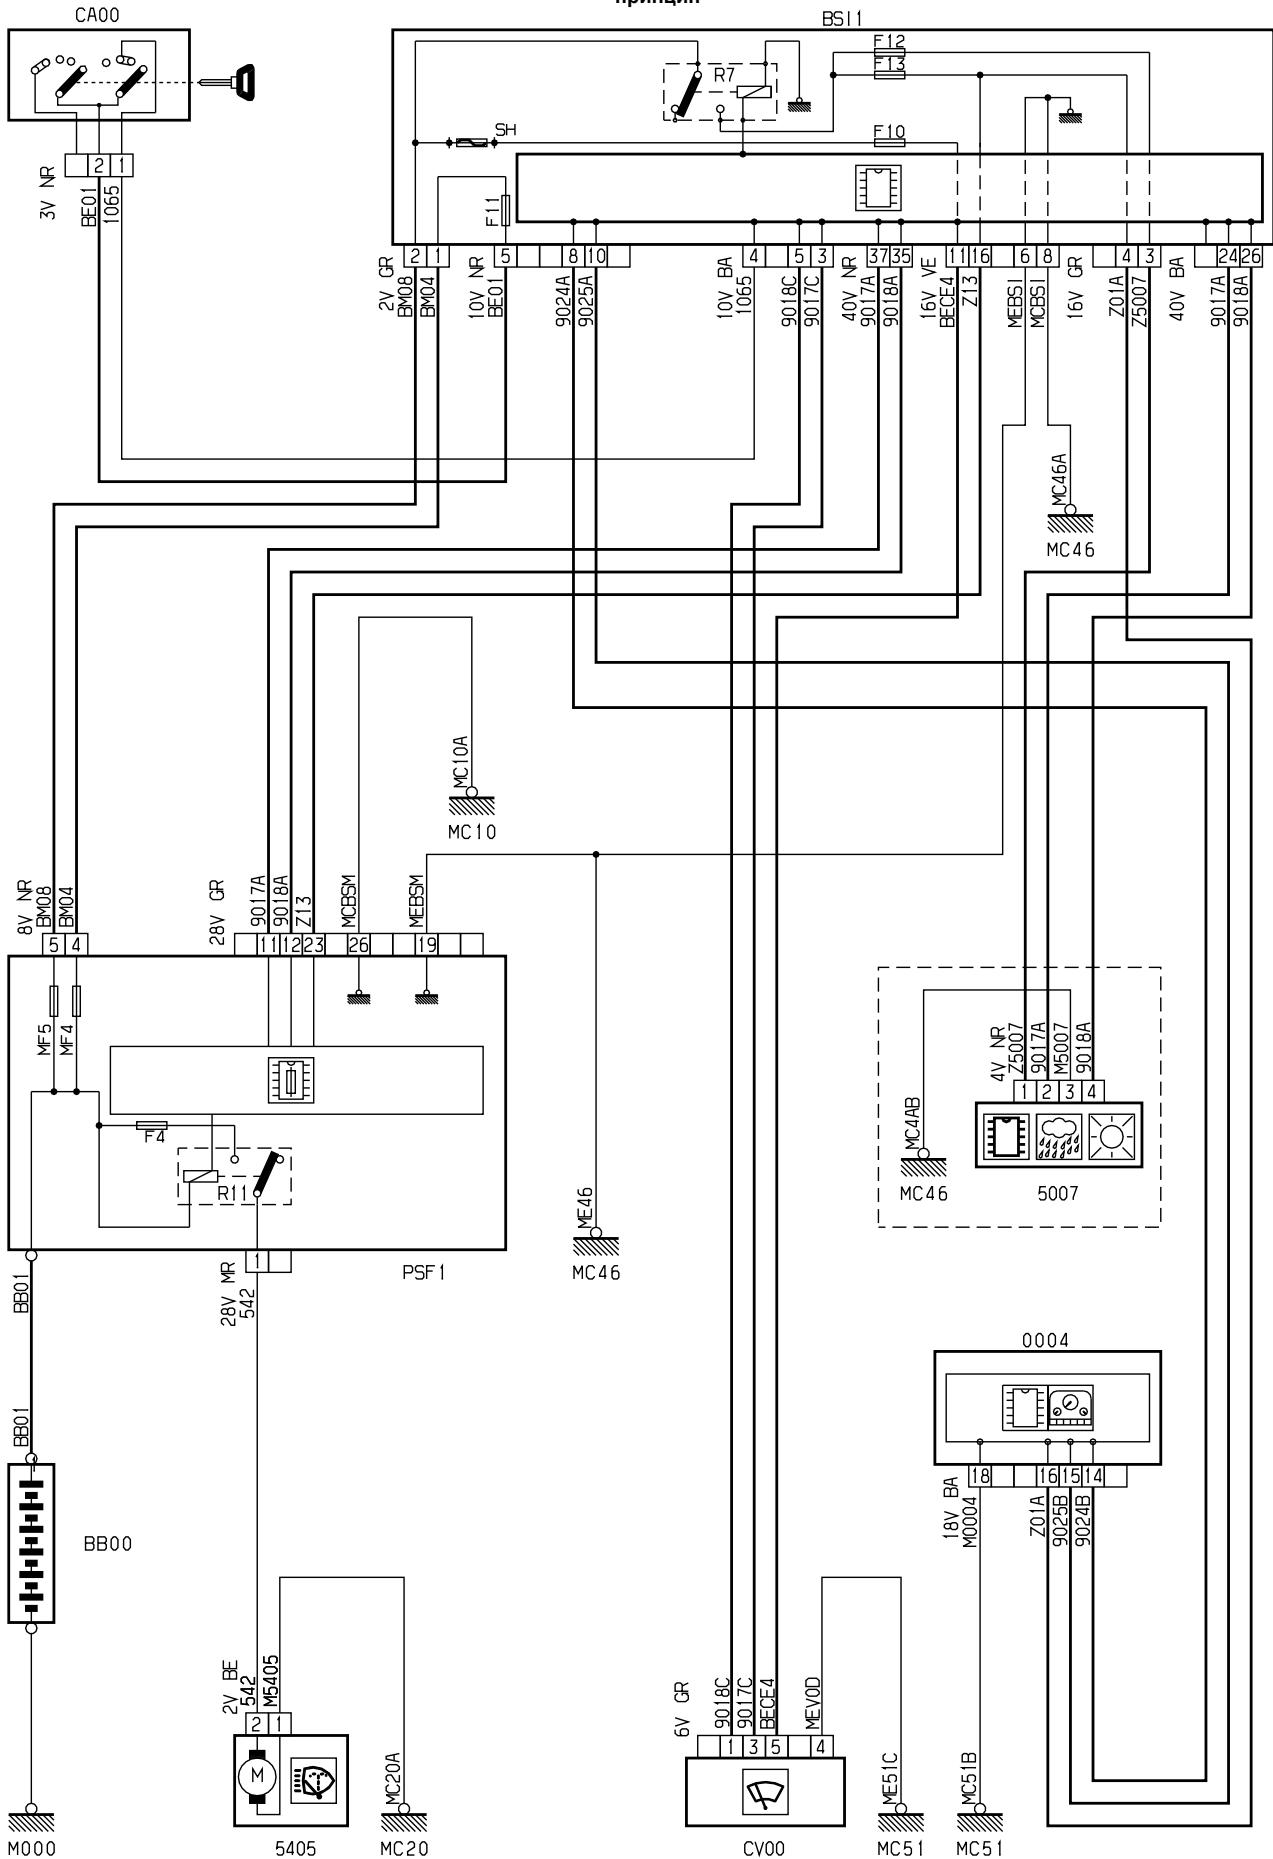 принцип
CA00
BSI1
F12
F13
R7
SH
F10
F11
2 1
3V NR
BE01
1065
2 1 5 8 10 4 5 3 37 35 11 16 6 8 4 3 24 26
2V GR
BM08
BM04
10V NR
BE01
9024A
9025A
10V BA
1065
9018C
9017C
40V NR
9017A
9018A
16V VE
BECE4
Z13
MEBSI
MCBSI
16V GR
Z01A
Z5007
40V BA
9017A
9018A
MC46A
MC46
MC10A
MC10
8V NR
BM08
BM04
28V GR
9017A
9018A
Z13
MCBSM
MEBSM
5 4 11 12 23 26 19
MF5
MF4
F4
R11
1
PSF1
28V MR
542
ME46
MC46
4V NR
Z5007
9017A
M5007
9018A
1 2 3 4
MC4AB
MC46
5007
BB01
BB01
BB00
M000
0004
18 16 15 14
18V BA
M0004
Z01A
9025B
9024B
2V BE
542
M5405
2 1
M
5405
MC20A
MC20
6V GR
9018C
9017C
BECE4
MEV0D
1 3 5 4
CV00
ME51C
MC51
MC51B
MC51